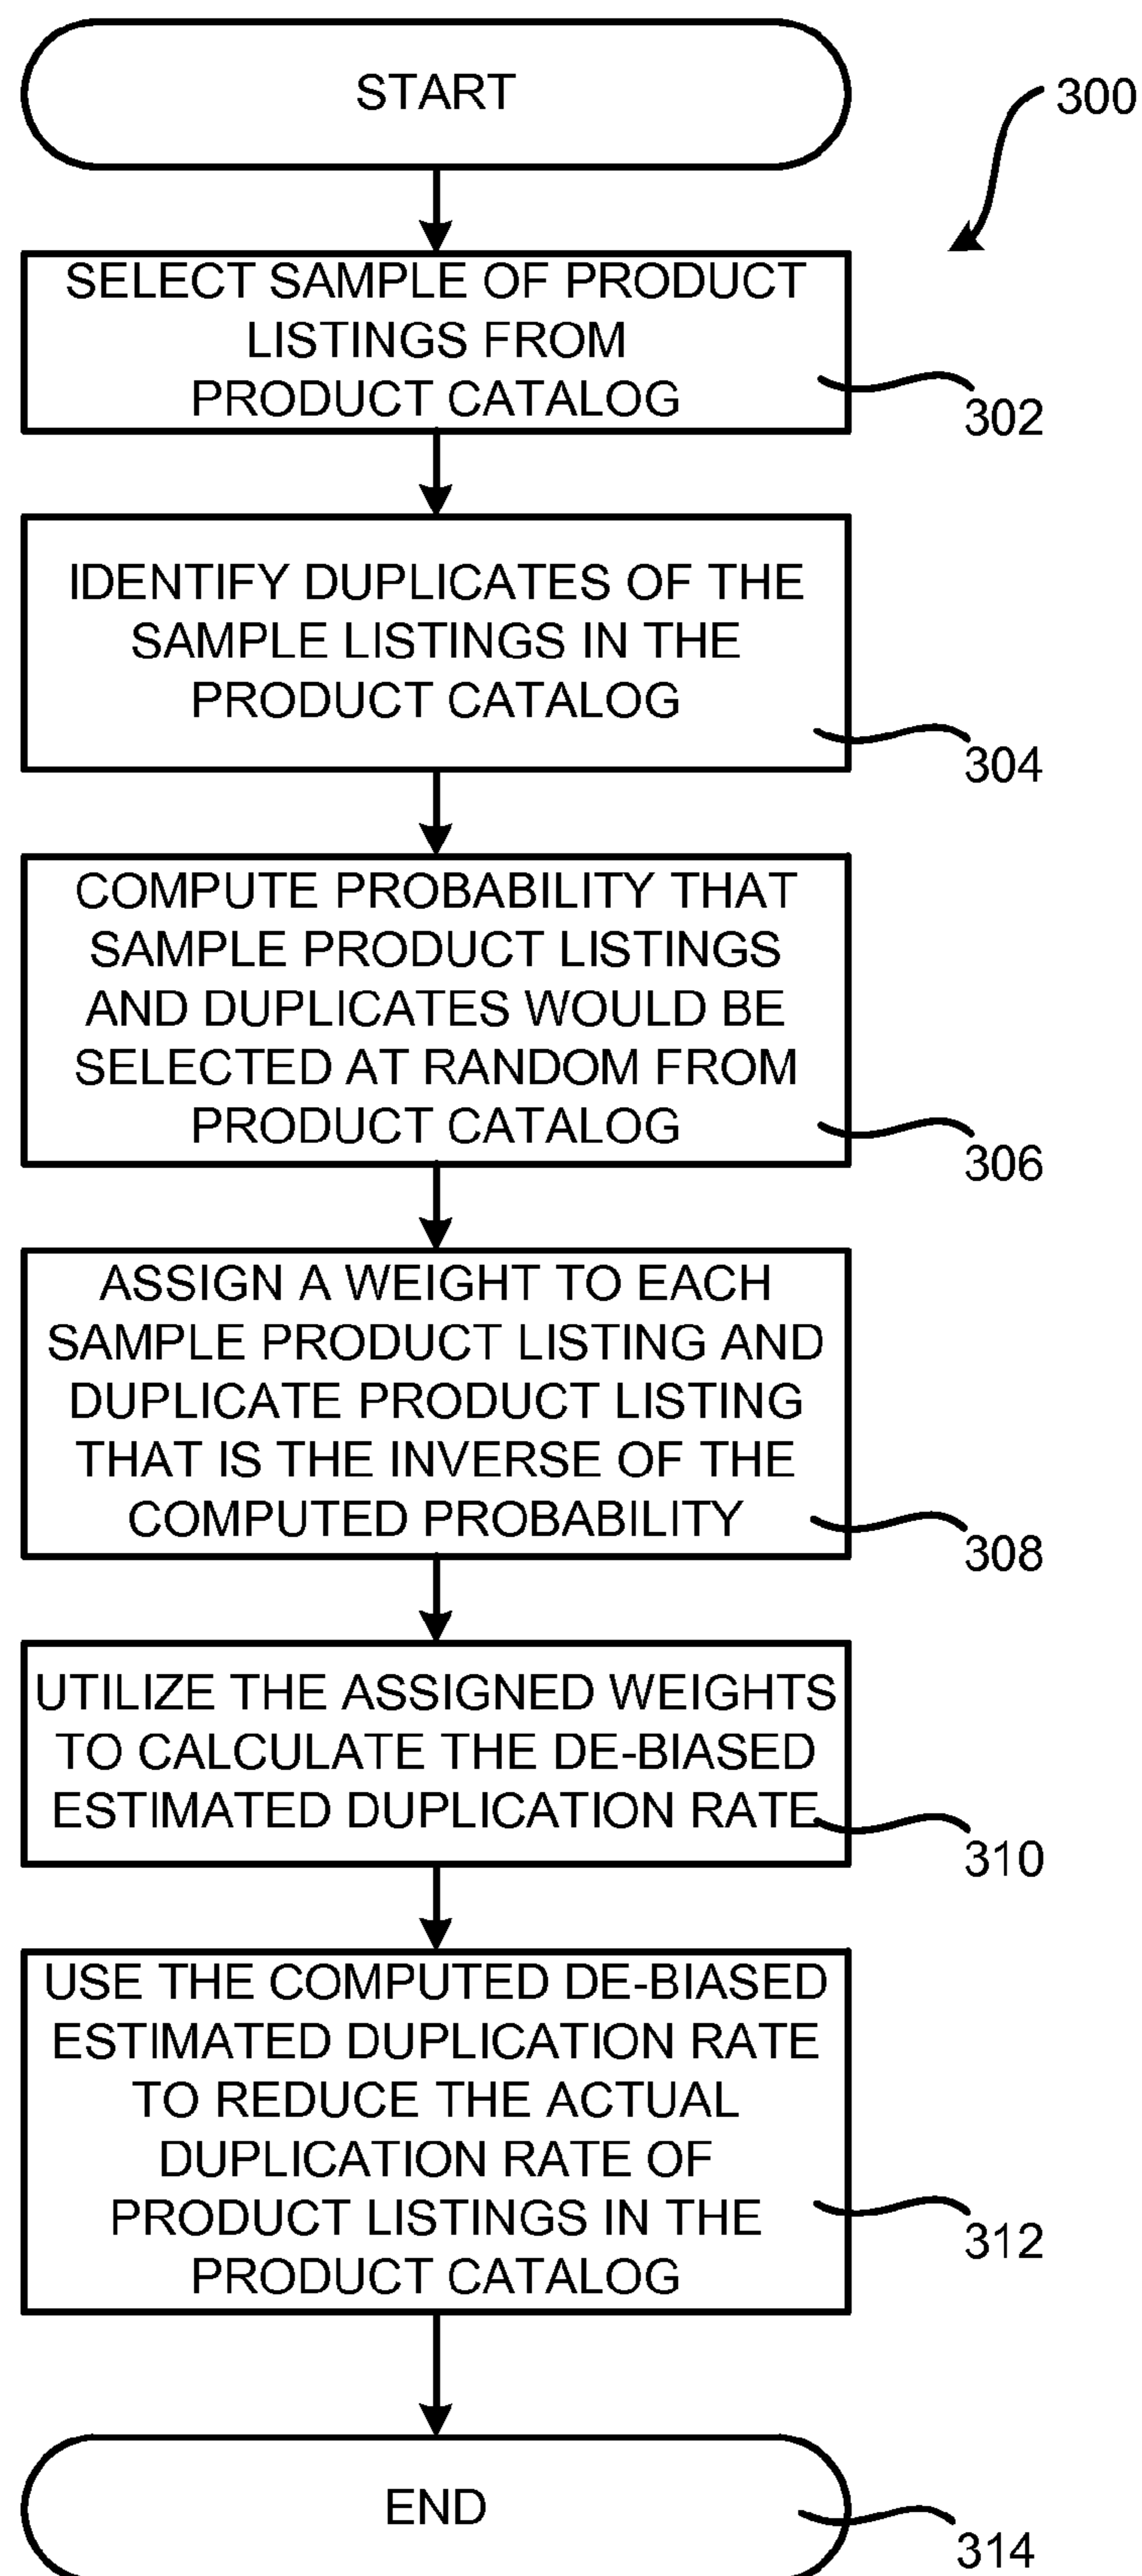 START
300
SELECT SAMPLE OF PRODUCT
LISTINGS FROM
PRODUCT CATALOG
302
IDENTIFY DUPLICATES OF THE
SAMPLE LISTINGS IN THE
PRODUCT CATALOG
304
COMPUTE PROBABILITY THAT
SAMPLE PRODUCT LISTINGS
AND DUPLICATES WOULD BE
SELECTED AT RANDOM FROM
PRODUCT CATALOG
306
ASSIGN A WEIGHT TO EACH
SAMPLE PRODUCT LISTING AND
DUPLICATE PRODUCT LISTING
THAT IS THE INVERSE OF THE
COMPUTED PROBABILITY
308
UTILIZE THE ASSIGNED WEIGHTS
TO CALCULATE THE DE-BIASED
ESTIMATED DUPLICATION RATE
310
USE THE COMPUTED DE-BIASED
ESTIMATED DUPLICATION RATE
TO REDUCE THE ACTUAL
DUPLICATION RATE OF
PRODUCT LISTINGS IN THE
PRODUCT CATALOG
312
END
314